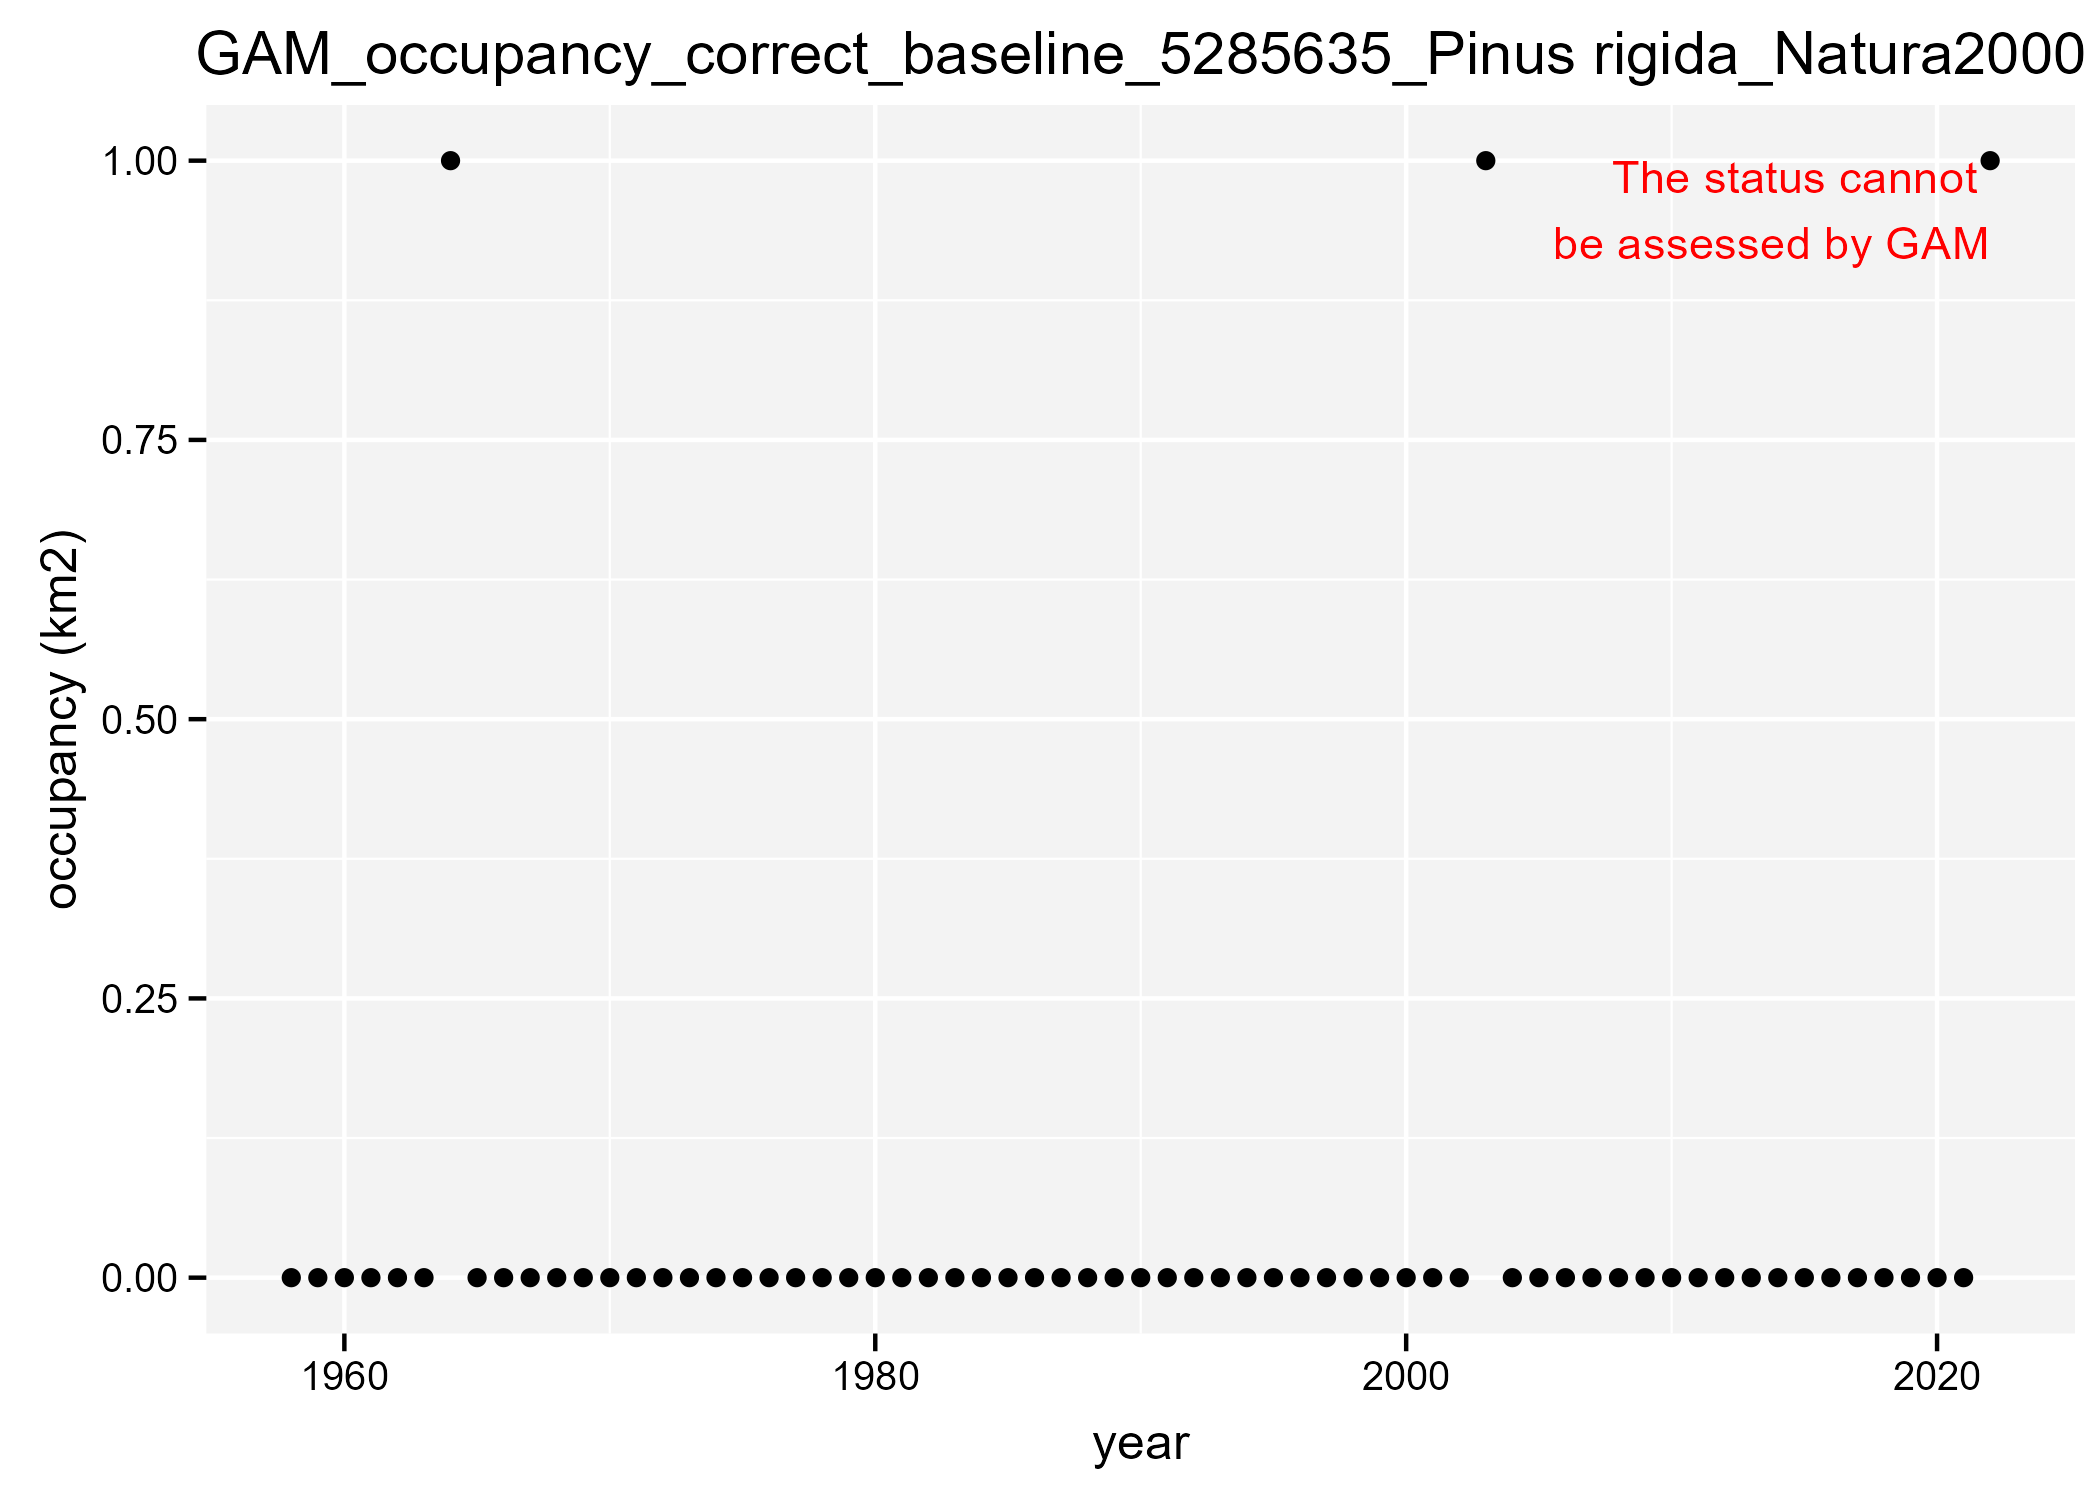 GAM_occupancy_correct_baseline_5285635_Pinus rigida_Natura2000
1.00
The status cannot
be assessed by GAM
0.75
occupancy (km2)
0.50
0.25
0.00
1960 1980 2000 2020
year